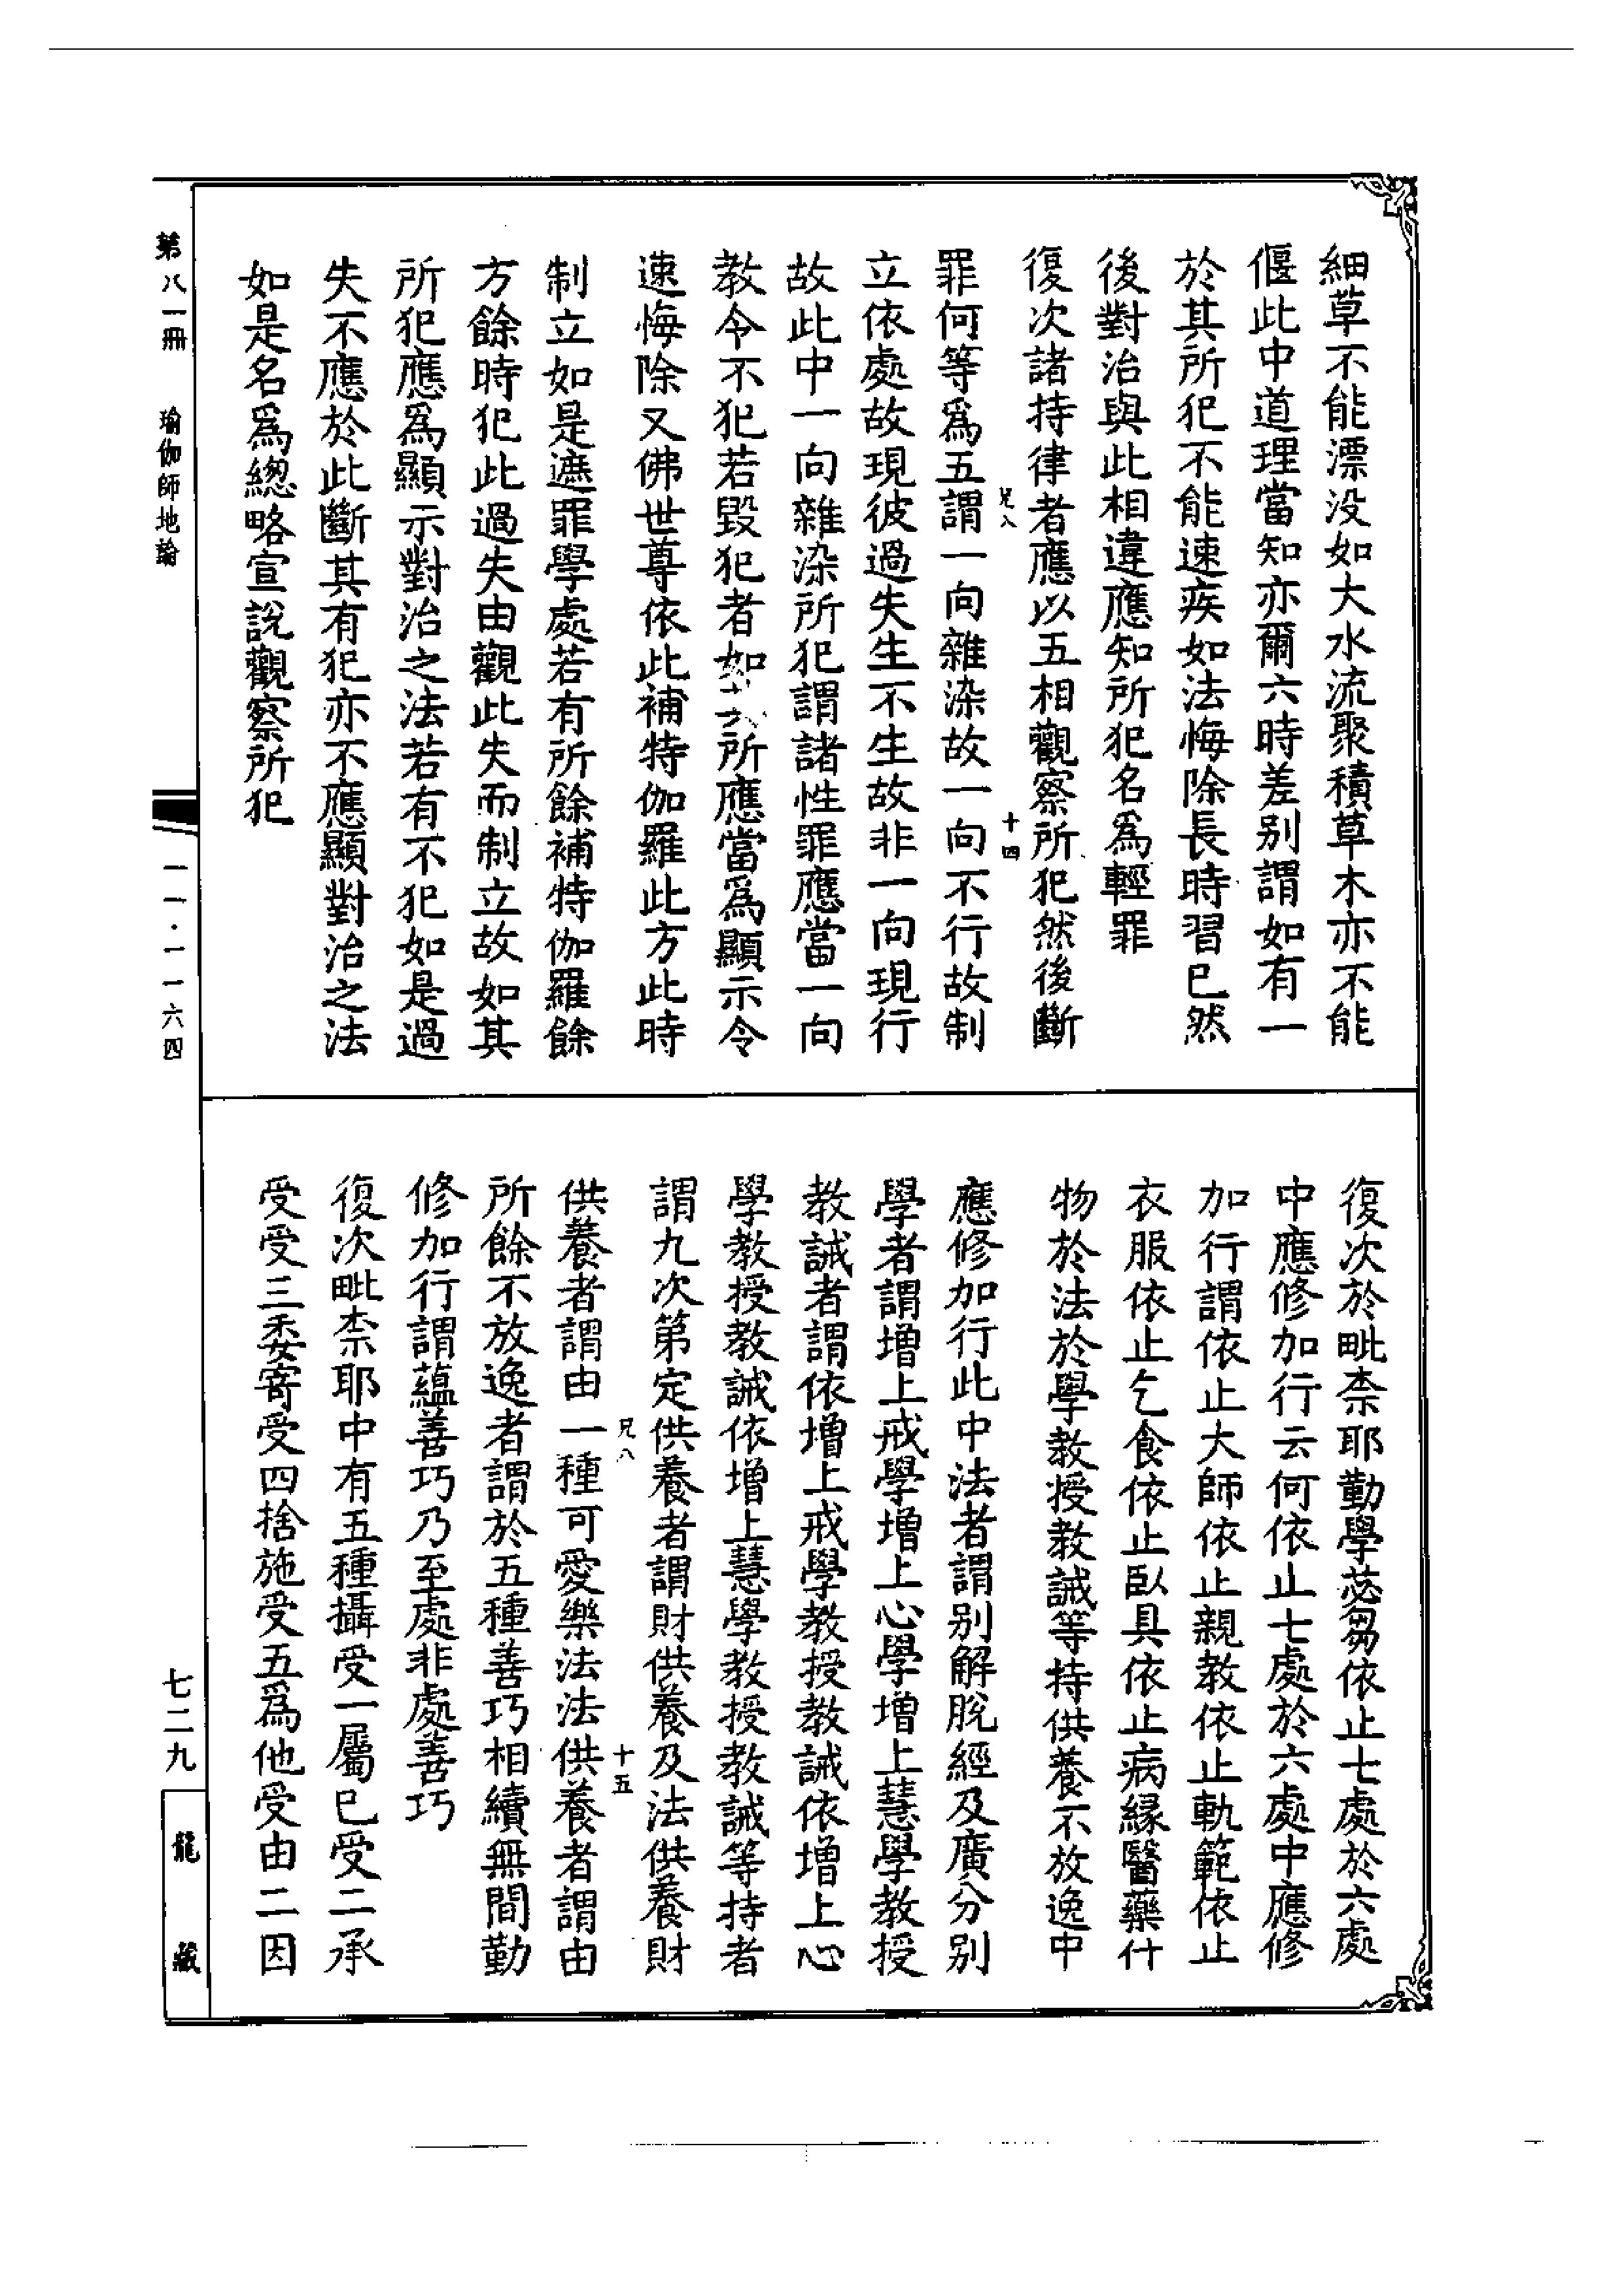 細草不能漂没如大水流聚積草木亦不能
偃此中道理當知亦爾六時差別謂如有一
於其所犯不能速疾如法悔除長時習已然
後對治與此相違應知所犯名爲輕罪
復次諸持律者應以五相觀察所犯然後斷
兄八
十四
罪何等爲五謂一向雜染故一向不行故制
立依處故現彼過失生不生故非一向現行
故此中一向雜染所犯謂諸性罪應當一向
教令不犯若毀犯者如所應當爲顯示令
速悔除又佛世尊依此補特伽羅此方此時
制立如是遮罪學處若有所餘補特伽羅餘
方餘時犯此過失由觀此失而制立故如其
所犯應爲顯示對治之法若有不犯如是過
失不應於此斷其有犯亦不應顯對治之法
如是名爲緫略宣説觀察所犯
復次於毗柰耶勤學苾芻依止七處於六處
中應修加行云何依止七處於六處中應修
加行謂依止大師依止親教依止軌範依止
衣服依止乞食依止臥具依止病緣醫藥什
物於法於學教授教誡等持供養不放逸中
應修加行此中法者謂別解脫經及廣分別
學者謂增上戒學增上心學增上慧學教授
教誡者謂依增上戒學教授教誡依增上心
學教授教誡依增上慧學教授教誡等持者
謂九次第定供養者謂財供養及法供養財
兄八
十五
供養者謂由一種可愛樂法法供養者謂由
所餘不放逸者謂於五種善巧相續無間勤
修加行謂蘊善巧乃至處非處善巧
復次毗柰耶中有五種攝受一屬已受二承
受受三委寄受四捨施受五爲他受由二因
第八一冊
瑜伽師地論
一一·一一六四
七二九
龍藏